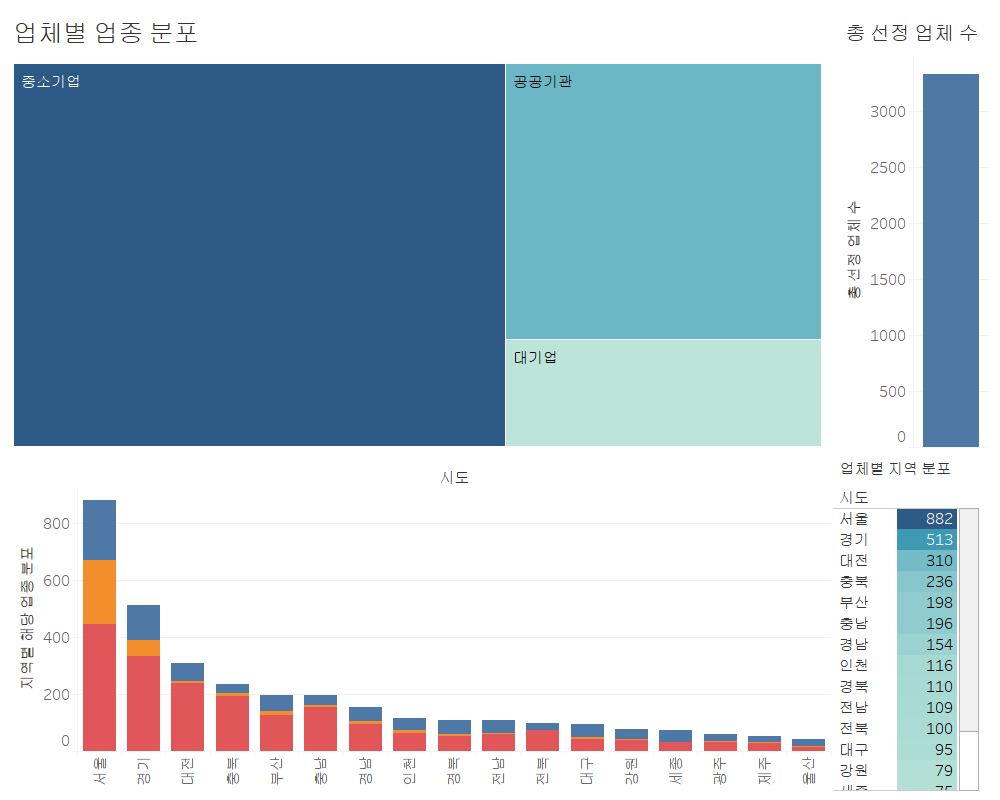 업체별 업종 분포
중소기업
공공기관
대기업
총 선정 업체 수
총 선정 업체 수
3000
2500
2000
1500
1000
500
0
시도
지역별 해당 업종 분포
800
600
400
200
0
서울
경기
대전
충북
부산
충남
경남
인천
경북
전남
전북
대구
강원
세종
광주
제주
울산
업체별 지역 분포
시도
서울 882
경기 513
대전 310
충북 236
부산 198
충남 196
경남 154
인천 116
경북 110
전남 109
전북 100
대구 95
강원 79
세종 75